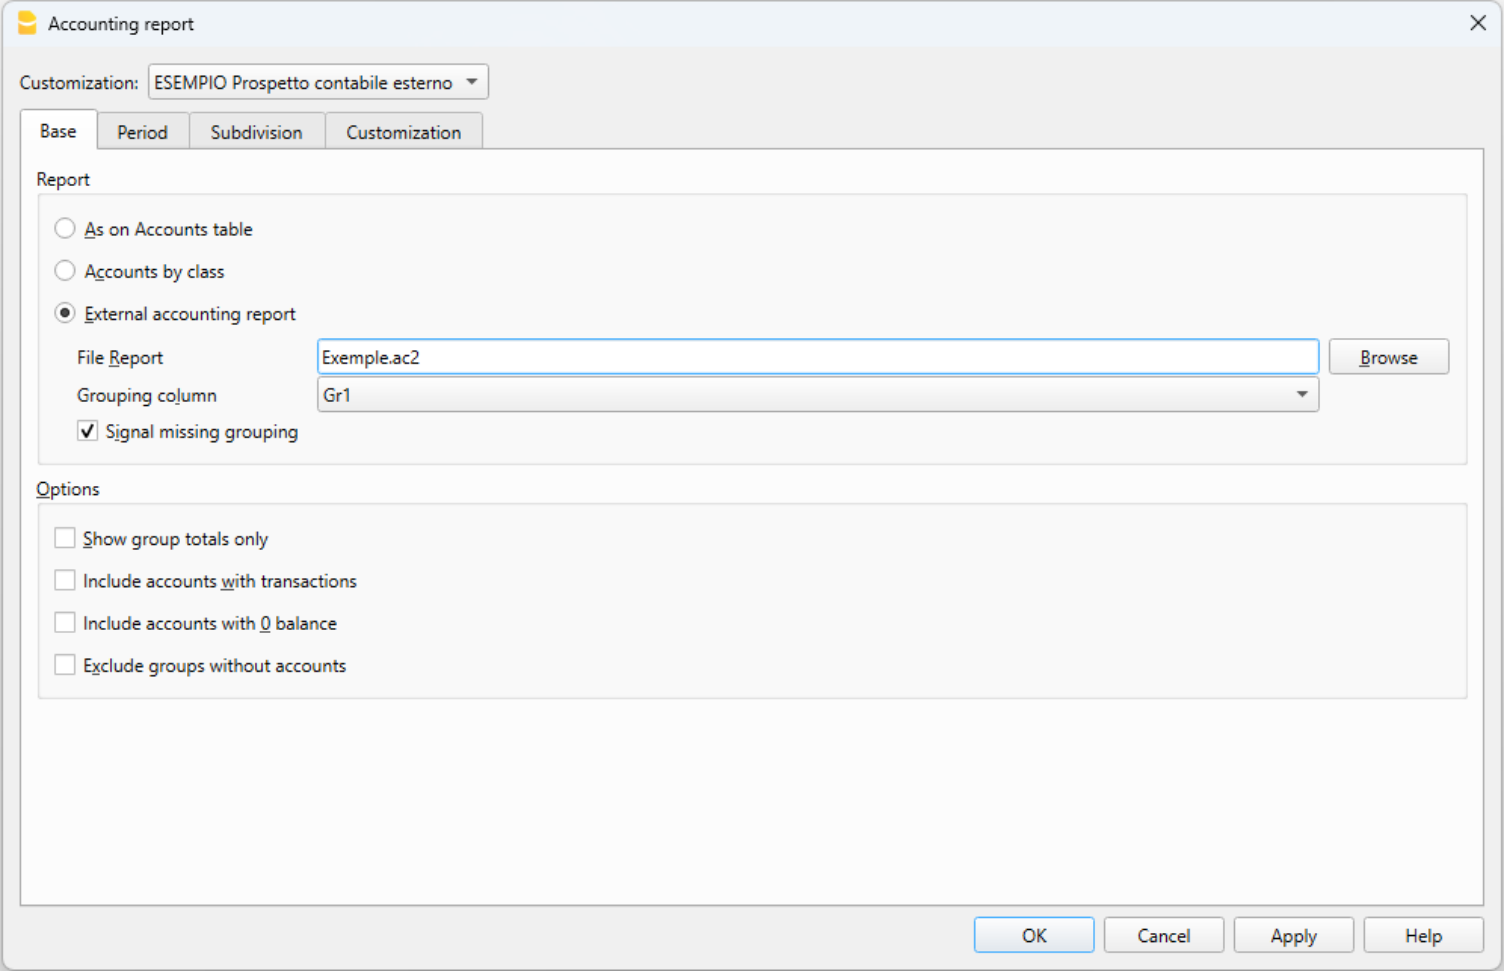 Accounting report
Customization: ESEMPIO Prospetto contabile esterno
Base Period Subdivision Customization
Report
As on Accounts table
Accounts by class
External accounting report
File Report Exemple.ac2 Browse
Grouping column Gr1
Signal missing grouping
Options
Show group totals only
Include accounts with transactions
Include accounts with 0 balance
Exclude groups without accounts
OK Cancel Apply Help